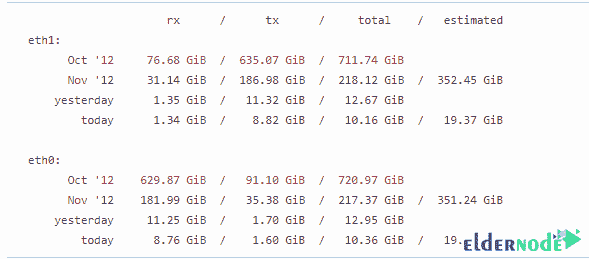 rx / tx / total / estimated
eth1:
Oct '12 76.68 GiB / 635.07 GiB / 711.74 GiB
Nov '12 31.14 GiB / 186.98 GiB / 218.12 GiB / 352.45 GiB
yesterday 1.35 GiB / 11.32 GiB / 12.67 GiB
today 1.34 GiB / 8.82 GiB / 10.16 GiB / 19.37 GiB
eth0:
Oct '12 629.87 GiB / 91.10 GiB / 720.97 GiB
Nov '12 181.99 GiB / 35.38 GiB / 217.37 GiB / 351.24 GiB
yesterday 11.25 GiB / 1.70 GiB / 12.95 GiB
today 8.76 GiB / 1.60 GiB / 10.36 GiB /
eldernode